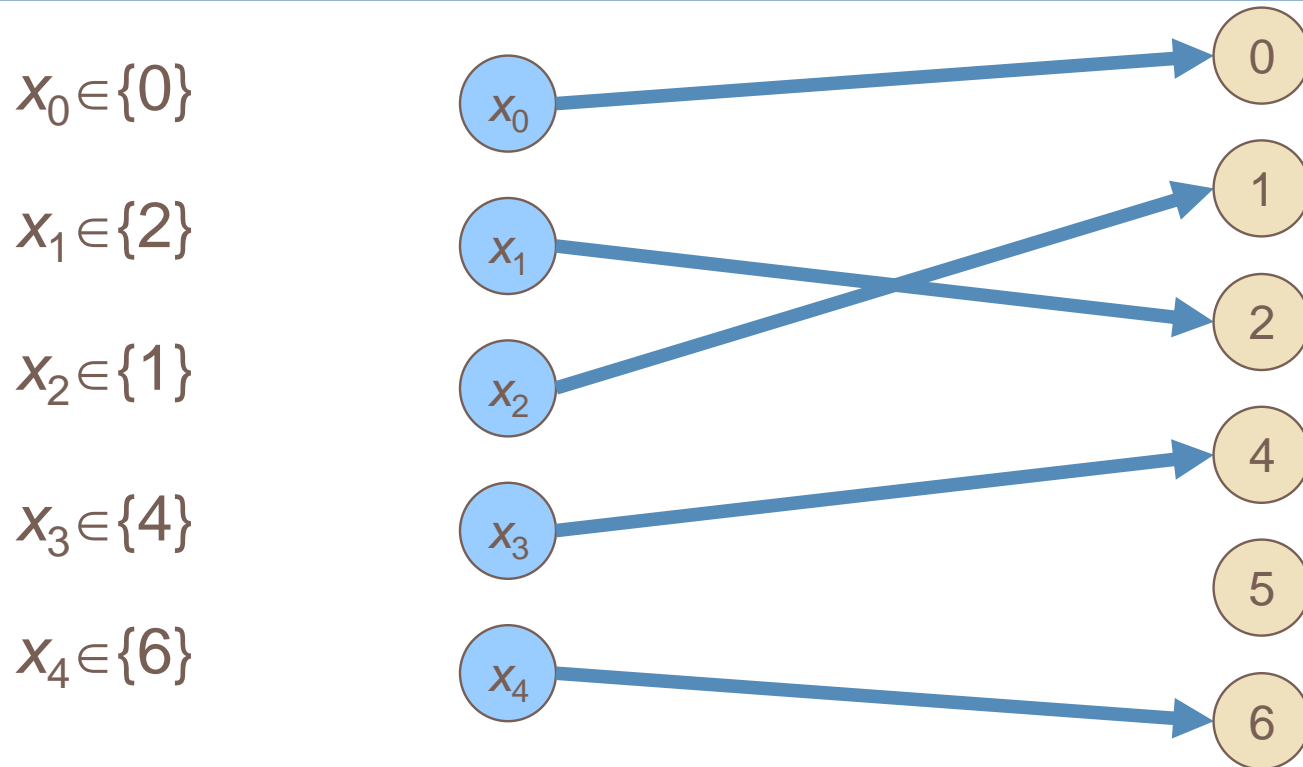 x₀∈{0}
x₁∈{2}
x₂∈{1}
x₃∈{4}
x₄∈{6}
x₀
x₁
x₂
x₃
x₄
0
1
2
4
5
6